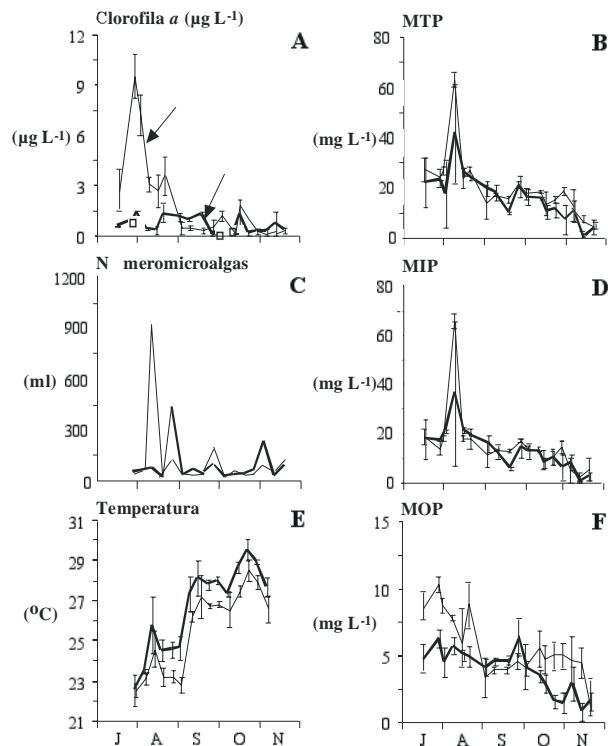 Clorofila a (µg L-1)
A
12
9
6
3
0
(µg L-1)
MTP
B
80
60
40
20
0
(mg L-1)
N meromicroalgas
C
1200
900
600
300
0
(ml)
MIP
D
80
60
40
20
0
(mg L-1)
Temperatura
E
31
29
27
25
23
21
(ºC)
J A S O N
MOP
F
15
10
5
0
(mg L-1)
J A S O N